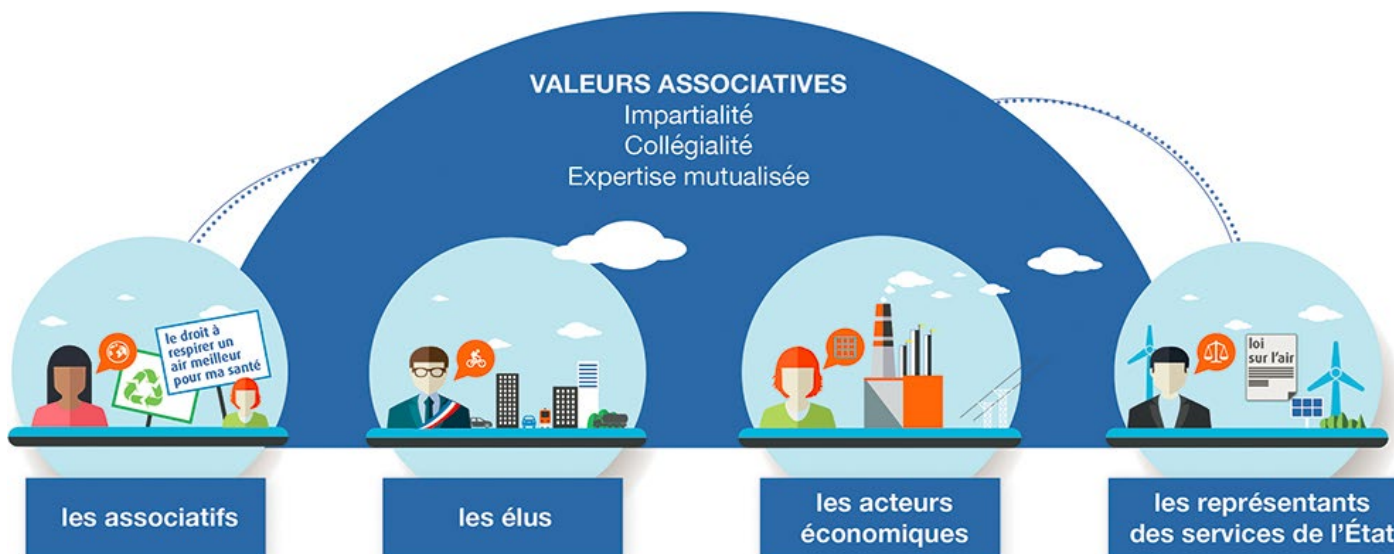 VALEURS ASSOCIATIVES
Impartialité
Collégialité
Expertise mutualisée
le droit à
respirer un
air meilleur
pour ma santé
loi
sur l'air
les associatifs
les élus
les acteurs
économiques
les représentants
des services de l'État